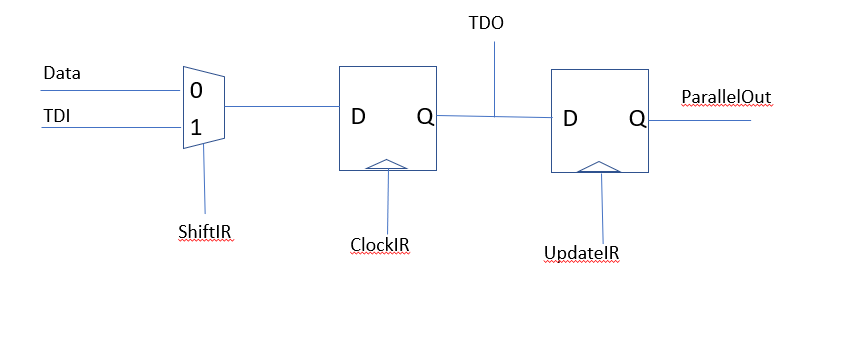 TDO
Data
0
TDI
1
D
Q
D
Q
ParallelOut
ShiftIR
ClockIR
UpdateIR